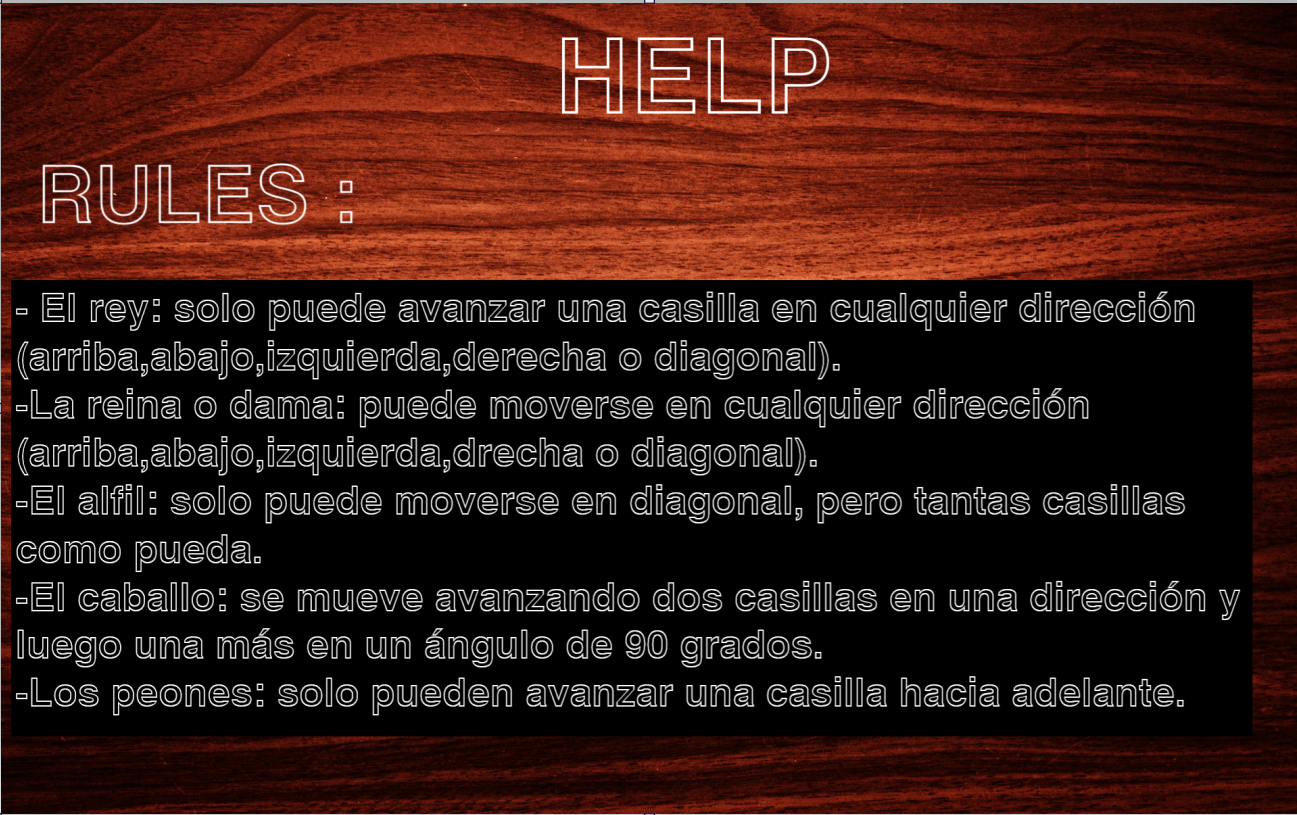 HELP
RULES :
- El rey: solo puede avanzar una casilla en cualquier dirección
(arriba,abajo,izquierda,derecha o diagonal).
-La reina o dama: puede moverse en cualquier dirección
(arriba,abajo,izquierda,drecha o diagonal).
-El alfil: solo puede moverse en diagonal, pero tantas casillas
como pueda.
-El caballo: se mueve avanzando dos casillas en una dirección y
luego una más en un ángulo de 90 grados.
-Los peones: solo pueden avanzar una casilla hacia adelante.